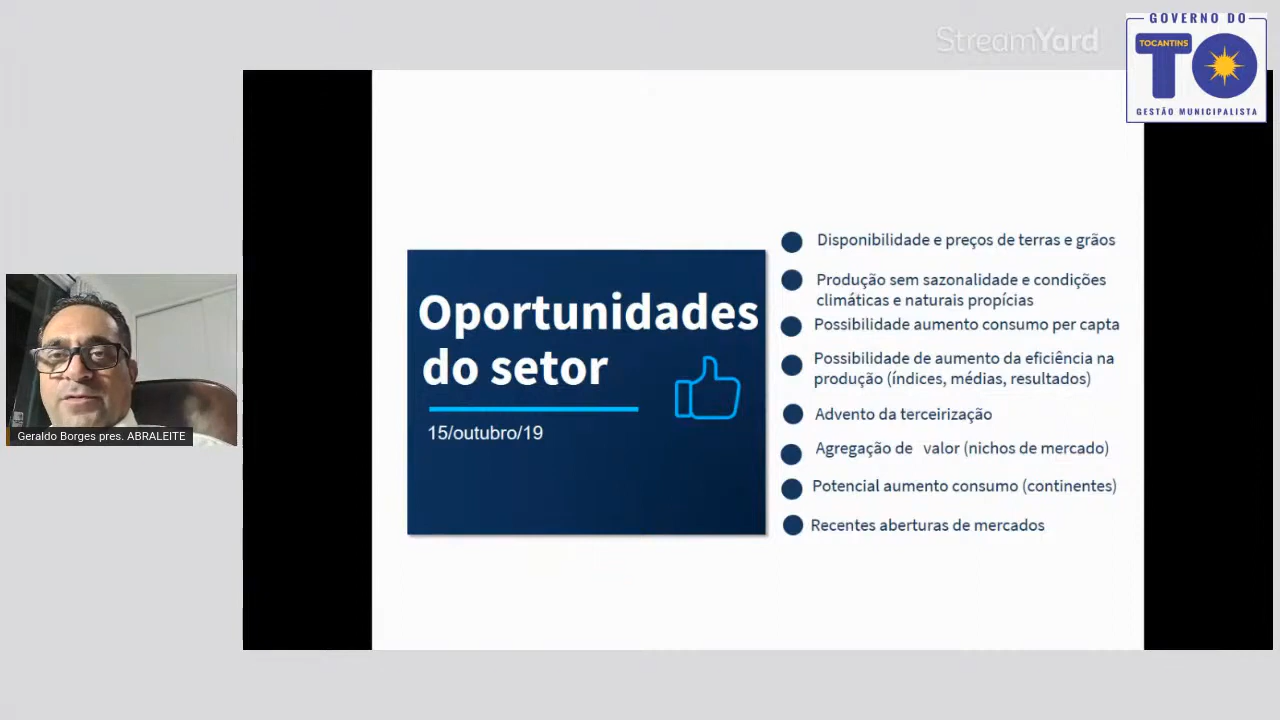 StreamYard
GOVERNO DO
TOCANTINS
TO
GESTÃO MUNICIPALISTA
Oportunidades
do setor
15/outubro/19
Disponibilidade e preços de terras e grãos
Produção sem sazonalidade e condições
climáticas e naturais propícias
Possibilidade aumento consumo per capta
Possibilidade de aumento da eficiência na
produção (índices, médias, resultados)
Advento da terceirização
Agregação de valor (nichos de mercado)
Potencial aumento consumo (continentes)
Recentes aberturas de mercados
Geraldo Borges pres. ABRALEITE